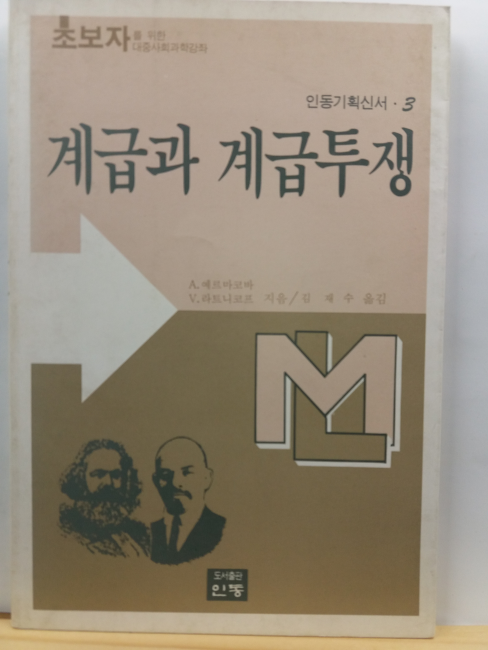 초보자를 위한
대중사회과학강좌
인동기획신서 · 3
계급과 계급투쟁
A. 예르마코바
V. 라트니코프 지음/김 재 수 옮김
ML
도서출판
인동